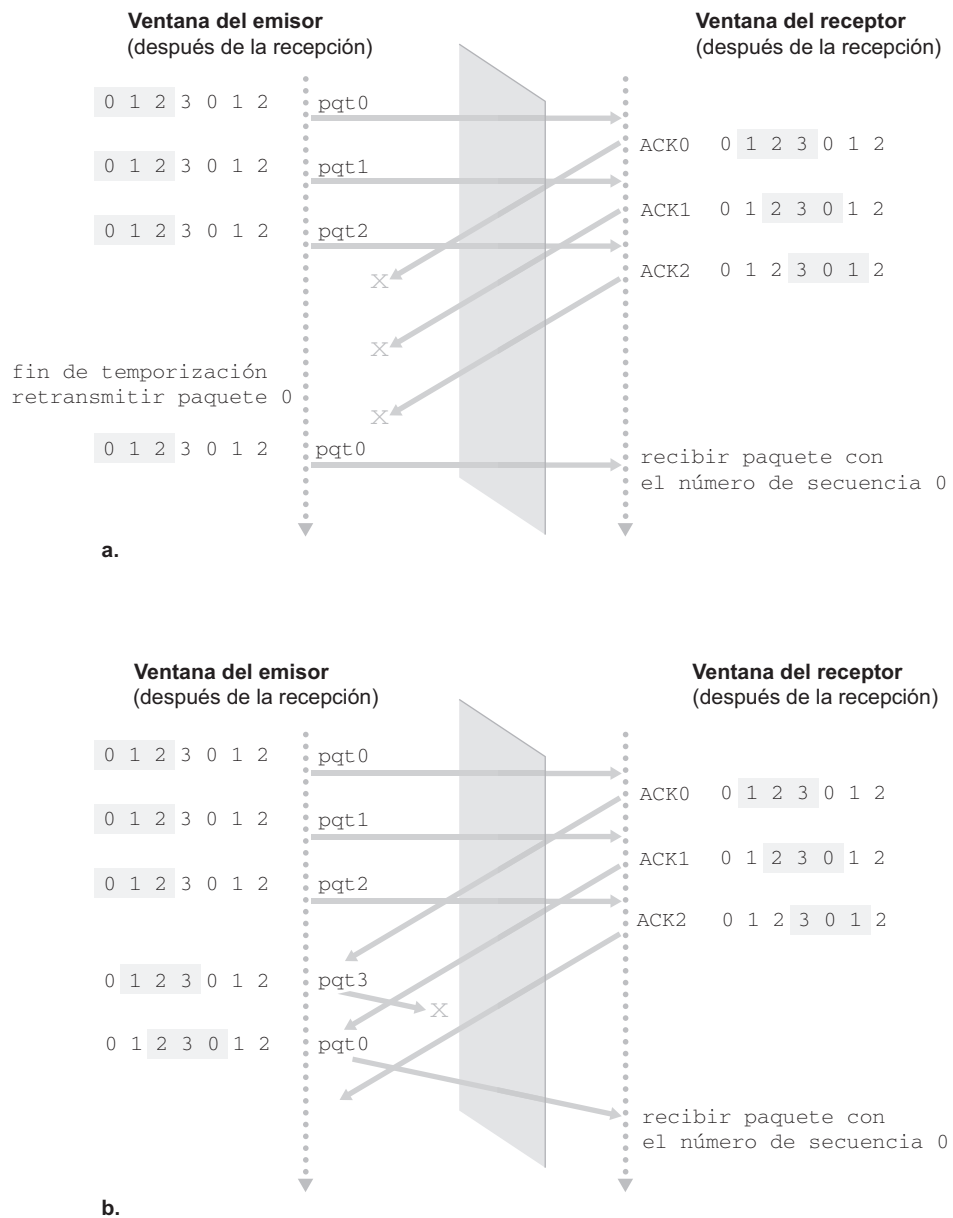 Ventana del emisor
(después de la recepción)
Ventana del receptor
(después de la recepción)
0 1 2 3 0 1 2
pqt0
ACK0 0 1 2 3 0 1 2
0 1 2 3 0 1 2
pqt1
ACK1 0 1 2 3 0 1 2
0 1 2 3 0 1 2
pqt2
ACK2 0 1 2 3 0 1 2
X
X
fin de temporización
retransmitir paquete 0
X
0 1 2 3 0 1 2
pqt0
recibir paquete con
el número de secuencia 0
a.
Ventana del emisor
(después de la recepción)
Ventana del receptor
(después de la recepción)
0 1 2 3 0 1 2
pqt0
ACK0 0 1 2 3 0 1 2
0 1 2 3 0 1 2
pqt1
ACK1 0 1 2 3 0 1 2
0 1 2 3 0 1 2
pqt2
ACK2 0 1 2 3 0 1 2
0 1 2 3 0 1 2
pqt3
X
0 1 2 3 0 1 2
pqt0
recibir paquete con
el número de secuencia 0
b.